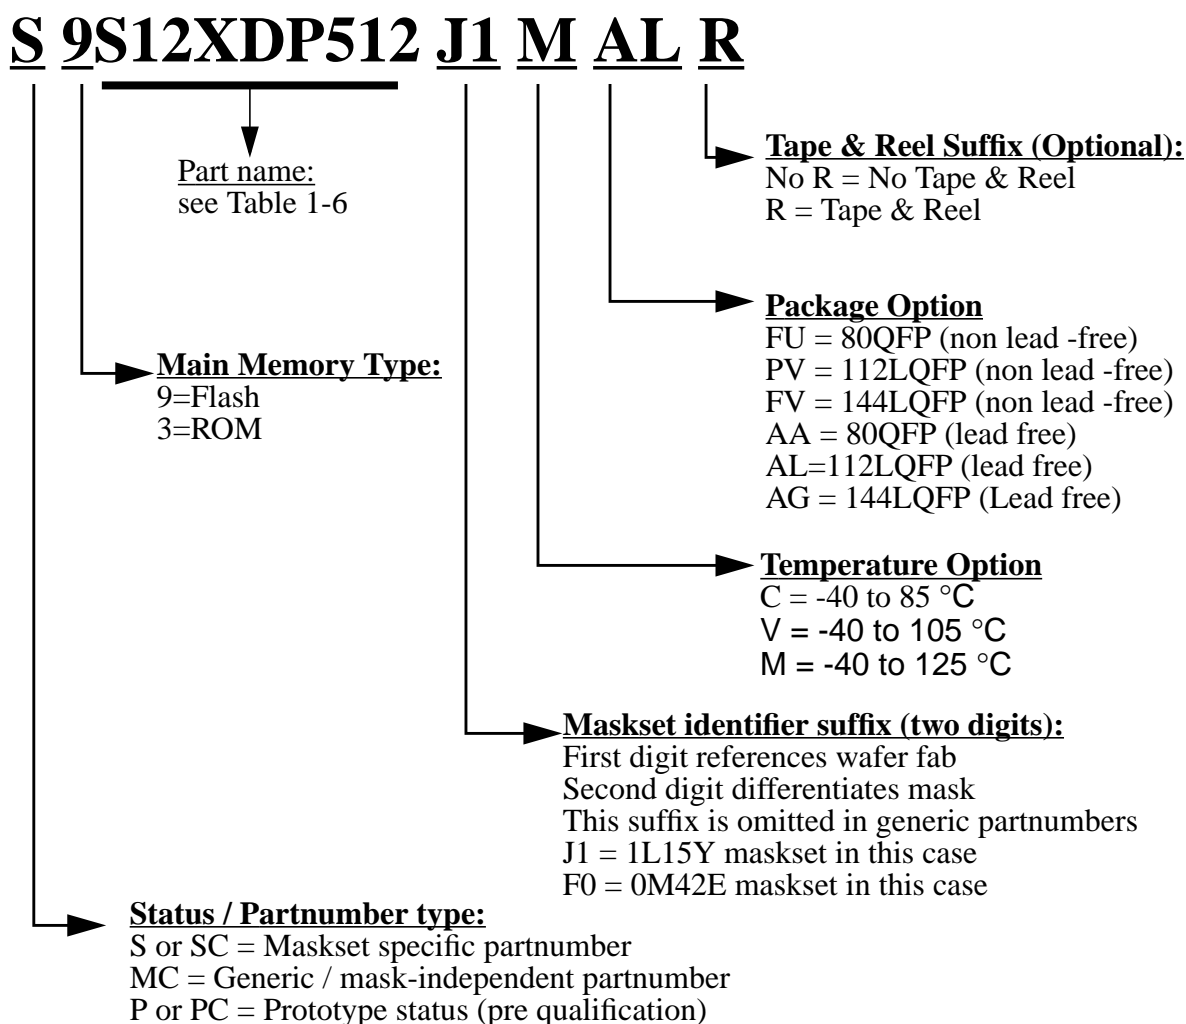 S 9S12XDP512 J1 M AL R
Tape & Reel Suffix (Optional):
No R = No Tape & Reel
R = Tape & Reel
Part name:
see Table 1-6
Package Option
FU = 80QFP (non lead -free)
PV = 112LQFP (non lead -free)
FV = 144LQFP (non lead -free)
AA = 80QFP (lead free)
AL=112LQFP (lead free)
AG = 144LQFP (Lead free)
Main Memory Type:
9=Flash
3=ROM
Temperature Option
C = -40 to 85 °C
V = -40 to 105 °C
M = -40 to 125 °C
Maskset identifier suffix (two digits):
First digit references wafer fab
Second digit differentiates mask
This suffix is omitted in generic partnumbers
J1 = 1L15Y maskset in this case
F0 = 0M42E maskset in this case
Status / Partnumber type:
S or SC = Maskset specific partnumber
MC = Generic / mask-independent partnumber
P or PC = Prototype status (pre qualification)